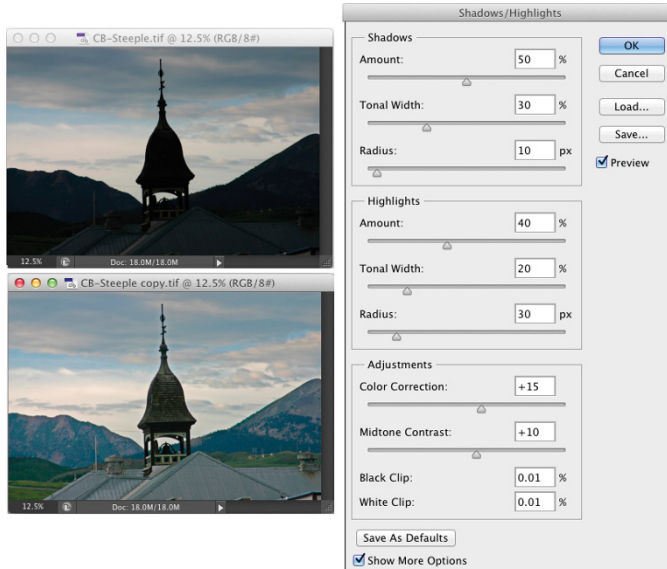 CB-Steeple.tif @ 12.5% (RGB/8#)
12.5%
Doc: 18.0M/18.0M
CB-Steeple copy.tif @ 12.5% (RGB/8#)
12.5%
Doc: 18.0M/18.0M
Shadows/Highlights
Shadows
Amount: 50 %
Tonal Width: 30 %
Radius: 10 px
Highlights
Amount: 40 %
Tonal Width: 20 %
Radius: 30 px
Adjustments
Color Correction: +15
Midtone Contrast: +10
Black Clip: 0.01 %
White Clip: 0.01 %
Save As Defaults
Show More Options
OK
Cancel
Load...
Save...
Preview